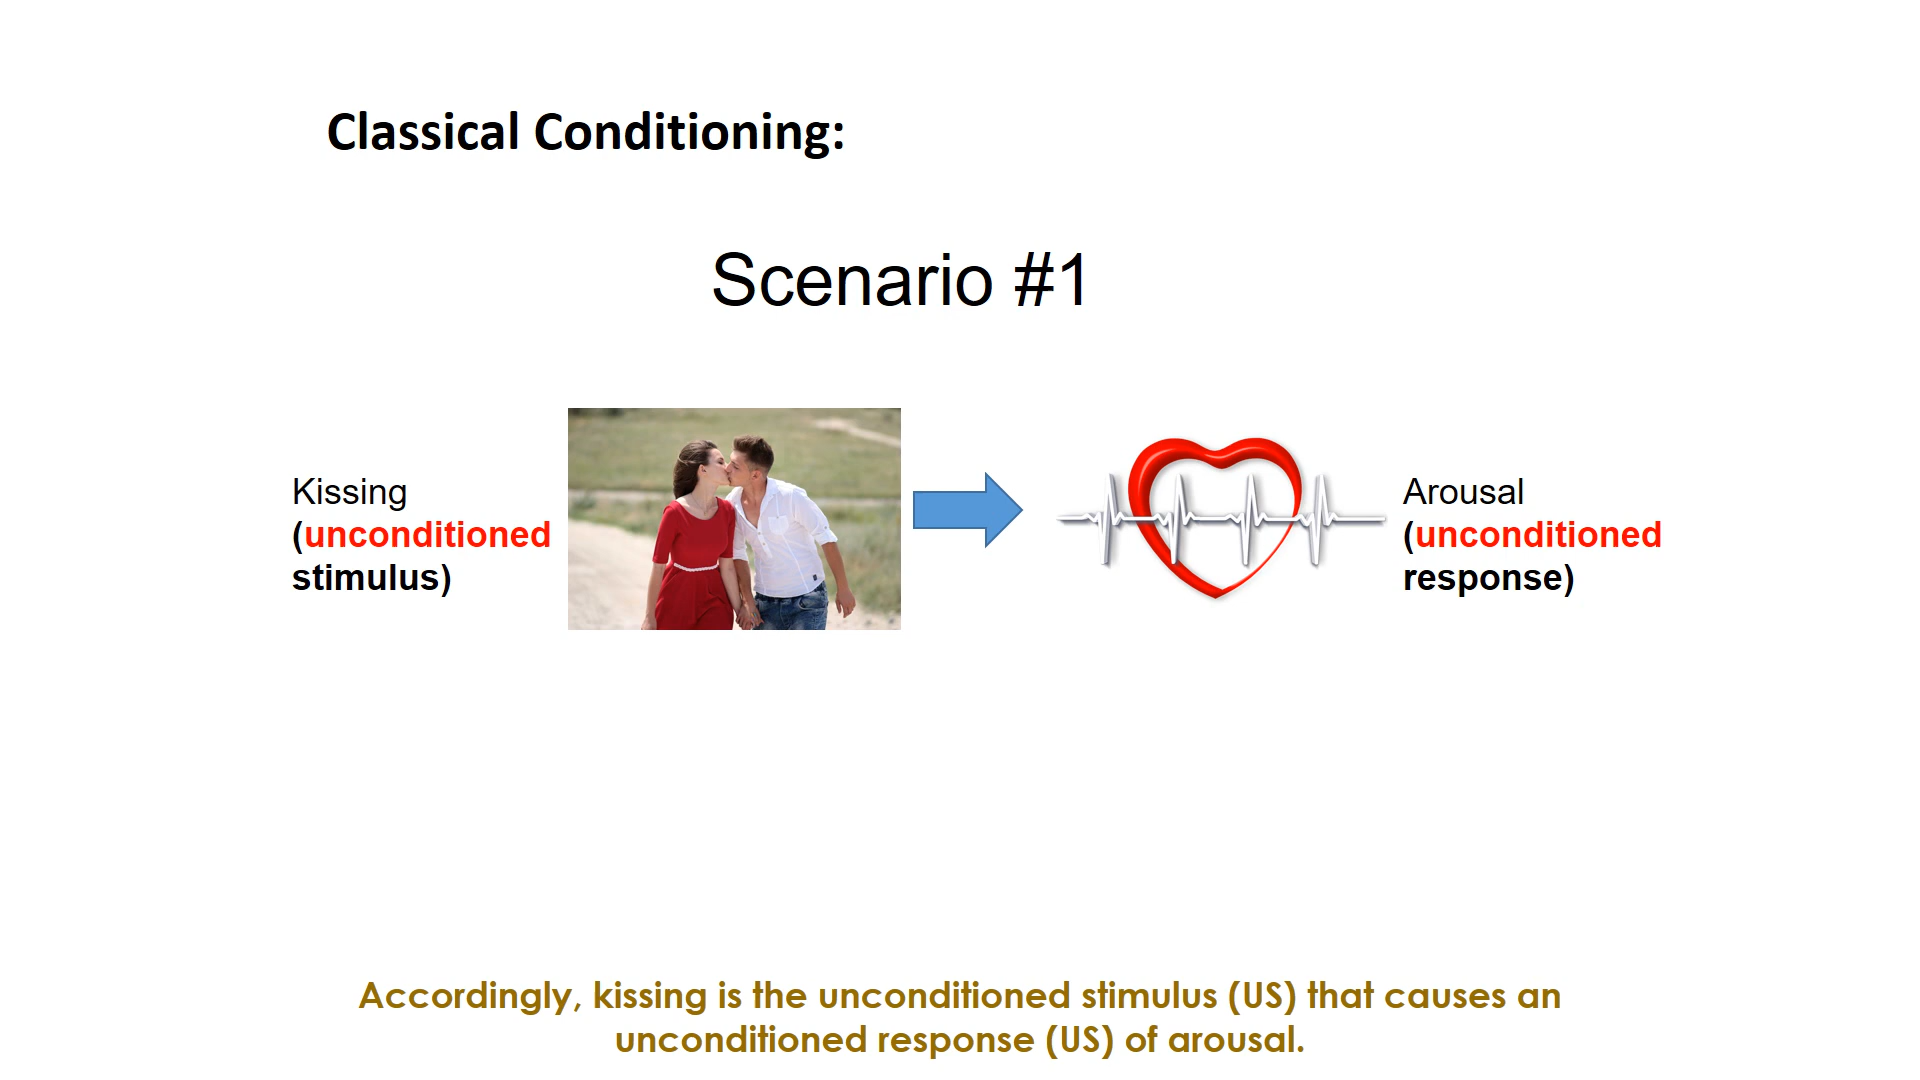 Classical Conditioning:
Scenario #1
Kissing
(unconditioned
stimulus)
Arousal
(unconditioned
response)
Accordingly, kissing is the unconditioned stimulus (US) that causes an
unconditioned response (US) of arousal.